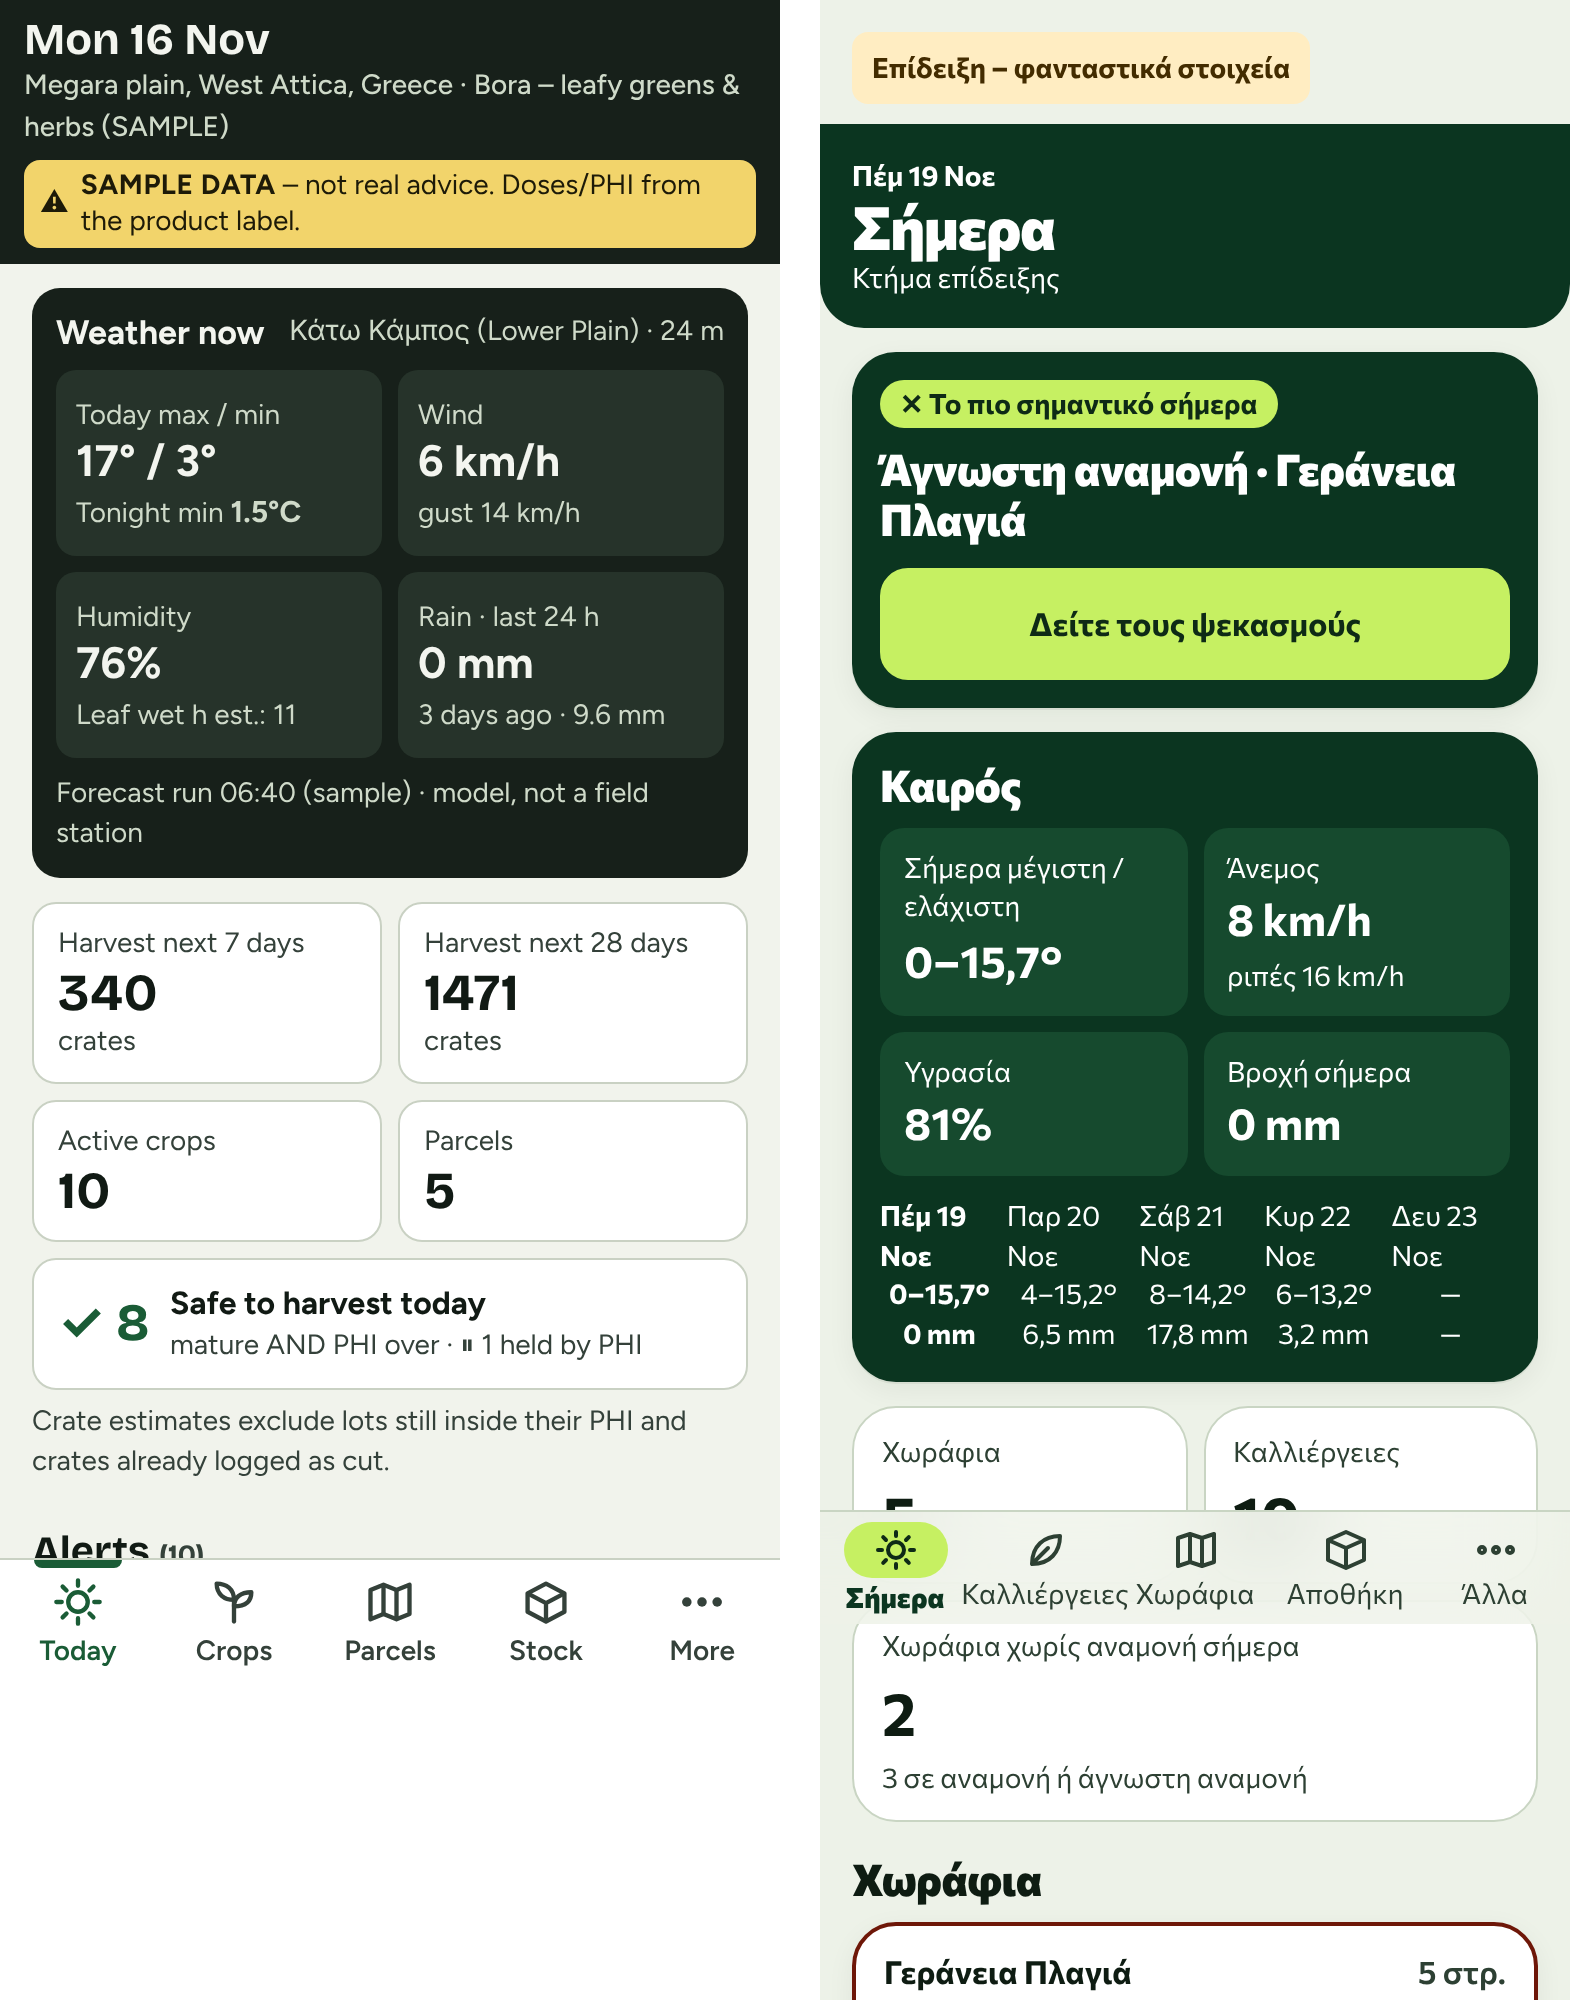 Mon 16 Nov
Megara plain, West Attica, Greece · Bora – leafy greens &
herbs (SAMPLE)
SAMPLE DATA – not real advice. Doses/PHI from
the product label.
Weather now Κάτω Κάμπος (Lower Plain) · 24 m
Today max / min
17° / 3°
Tonight min 1.5°C
Wind
6 km/h
gust 14 km/h
Humidity
76%
Leaf wet h est.: 11
Rain · last 24 h
0 mm
3 days ago · 9.6 mm
Forecast run 06:40 (sample) · model, not a field
station
Harvest next 7 days
340
crates
Harvest next 28 days
1471
crates
Active crops
10
Parcels
5
8
Safe to harvest today
mature AND PHI over · ⏸ 1 held by PHI
Crate estimates exclude lots still inside their PHI and
crates already logged as cut.
Alerts (10)
Today
Crops
Parcels
Stock
More
Επίδειξη – φανταστικά στοιχεία
Πέμ 19 Νοε
Σήμερα
Κτήμα επίδειξης
✕ Το πιο σημαντικό σήμερα
Άγνωστη αναμονή · Γεράνεια
Πλαγιά
Δείτε τους ψεκασμούς
Καιρός
Σήμερα μέγιστη /
ελάχιστη
0–15,7°
Άνεμος
8 km/h
ριπές 16 km/h
Υγρασία
81%
Βροχή σήμερα
0 mm
Πέμ 19 Παρ 20 Σάβ 21 Κυρ 22 Δευ 23
Νοε Νοε Νοε Νοε Νοε
0–15,7° 4–15,2° 8–14,2° 6–13,2° –
0 mm 6,5 mm 17,8 mm 3,2 mm –
Χωράφια
Καλλιέργειες
Σήμερα
Καλλιέργειες
Χωράφια
Αποθήκη
Άλλα
Χωράφια χωρίς αναμονή σήμερα
2
3 σε αναμονή ή άγνωστη αναμονή
Χωράφια
Γεράνεια Πλαγιά 5 στρ.